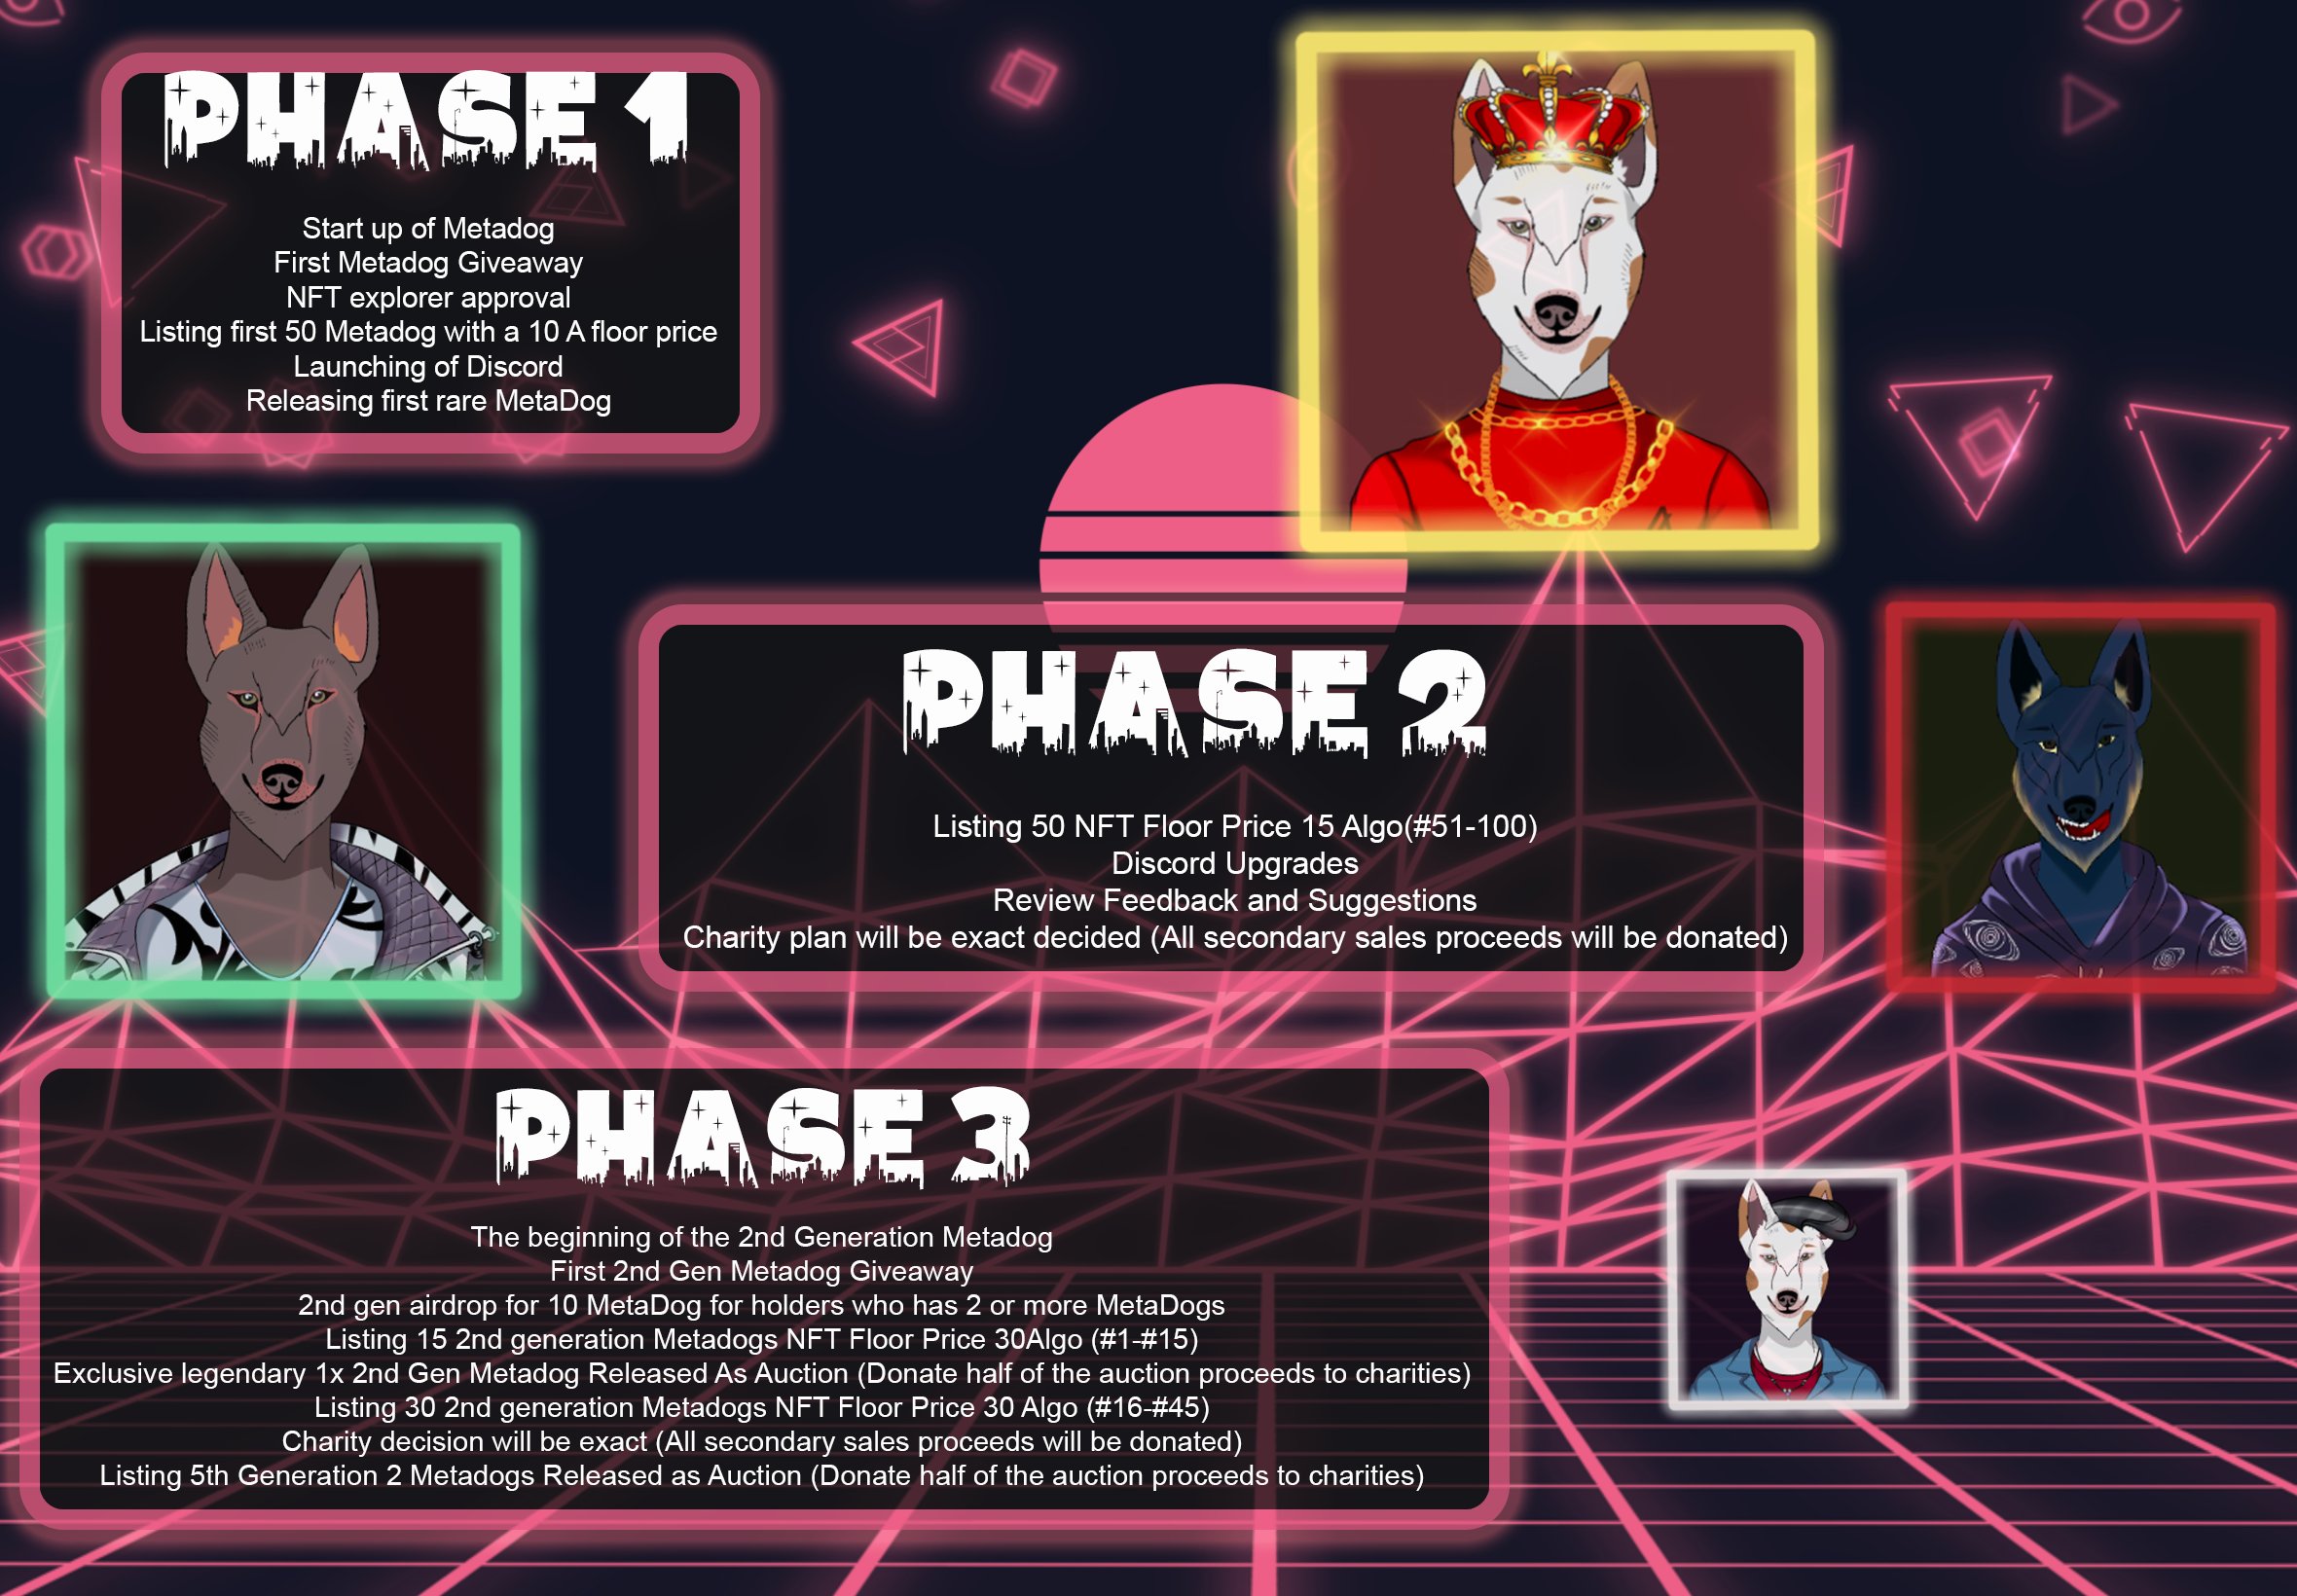 PHASE 1
Start up of Metadog
First Metadog Giveaway
NFT explorer approval
Listing first 50 Metadog with a 10 A floor price
Launching of Discord
Releasing first rare MetaDog
PHASE 2
Listing 50 NFT Floor Price 15 Algo(#51-100)
Discord Upgrades
Review Feedback and Suggestions
Charity plan will be exact decided (All secondary sales proceeds will be donated)
PHASE 3
The beginning of the 2nd Generation Metadog
First 2nd Gen Metadog Giveaway
2nd gen airdrop for 10 MetaDog for holders who has 2 or more MetaDogs
Listing 15 2nd generation Metadogs NFT Floor Price 30Algo (#1-#15)
Exclusive legendary 1x 2nd Gen Metadog Released As Auction (Donate half of the auction proceeds to charities)
Listing 30 2nd generation Metadogs NFT Floor Price 30 Algo (#16-#45)
Charity decision will be exact (All secondary sales proceeds will be donated)
Listing 5th Generation 2 Metadogs Released as Auction (Donate half of the auction proceeds to charities)